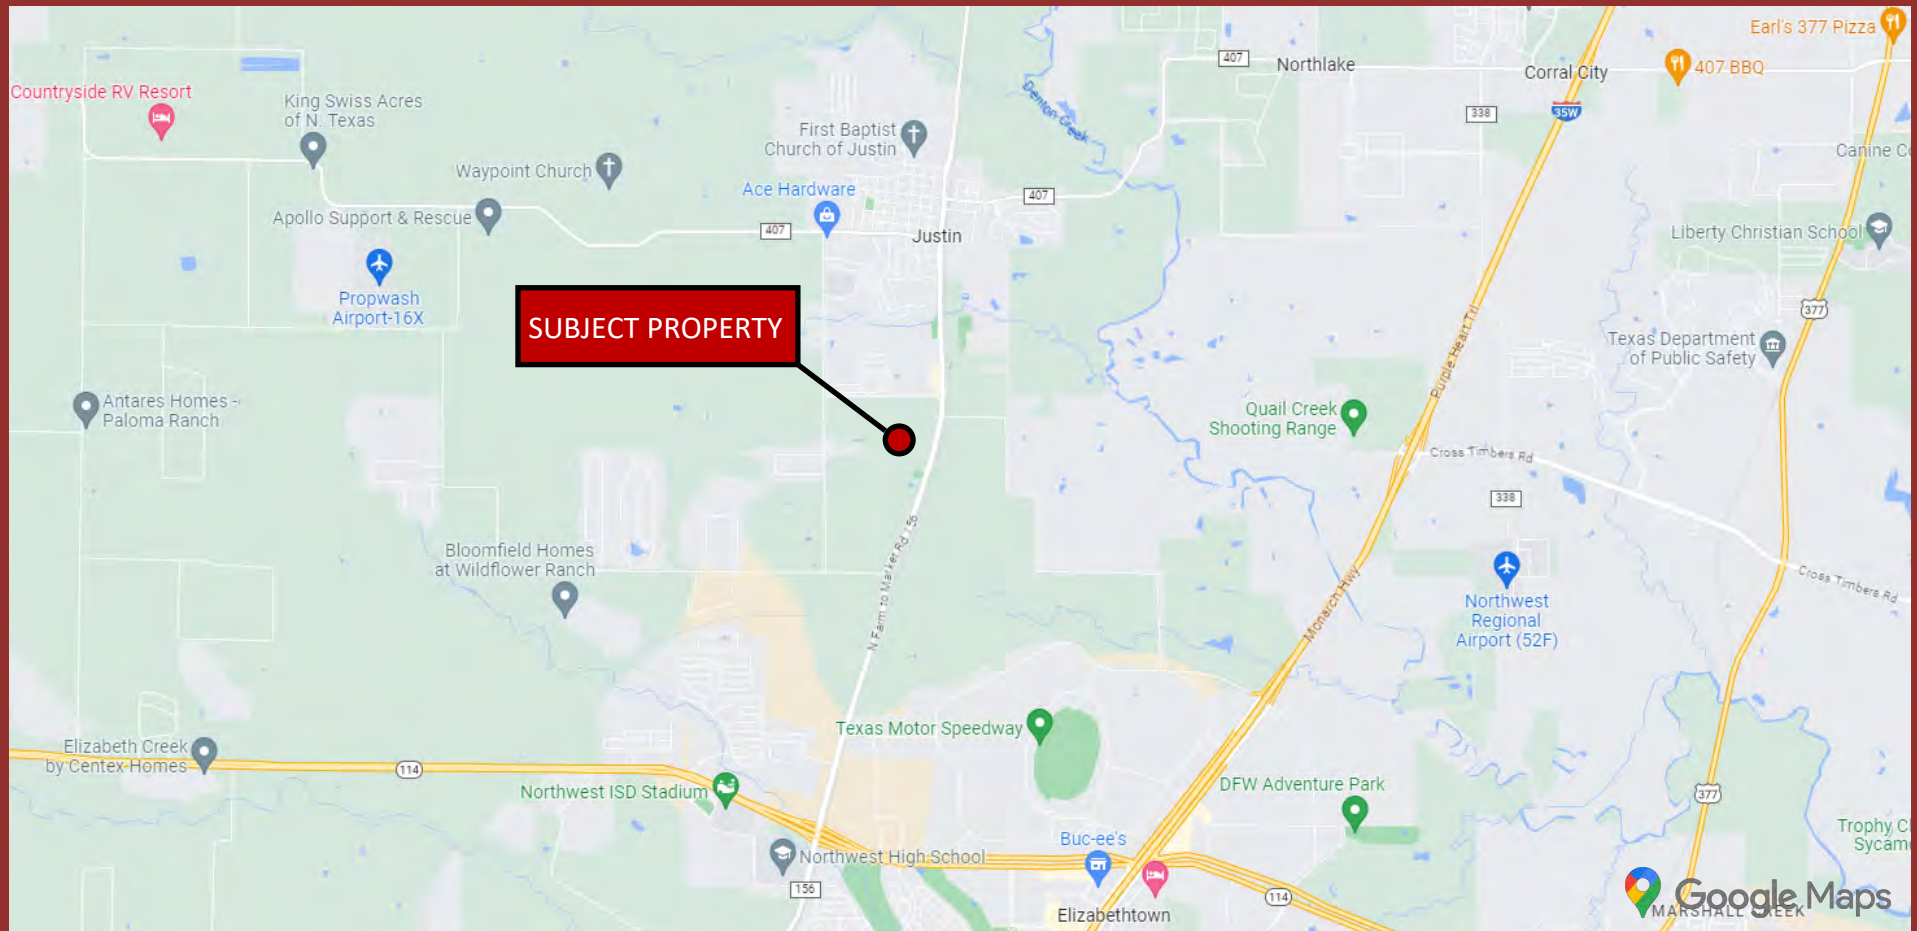 Earl's 377 Pizza
407
Northlake
Corral City
407 BBQ
Countryside RV Resort
King Swiss Acres
of N. Texas
Denton Creek
338
35W
First Baptist
Church of Justin
Canine C
Waypoint Church
Ace Hardware
407
Apollo Support & Rescue
407
Justin
Liberty Christian School
Propwash
Airport-16X
377
SUBJECT PROPERTY
Purple Heart Trl
Texas Department
of Public Safety
Antares Homes -
Paloma Ranch
Quail Creek
Shooting Range
Cross Timbers Rd
338
N Farm to Market Rd 156
Bloomfield Homes
at Wildflower Ranch
Monarch Hwy
Cross Timbers Rd
Northwest
Regional
Airport (52F)
Texas Motor Speedway
Elizabeth Creek
by Centex Homes
114
Northwest ISD Stadium
DFW Adventure Park
377
Buc-ee's
Trophy C
Sycam
Northwest High School
156
114
Elizabethtown
Google Maps
MARSHALL CREEK